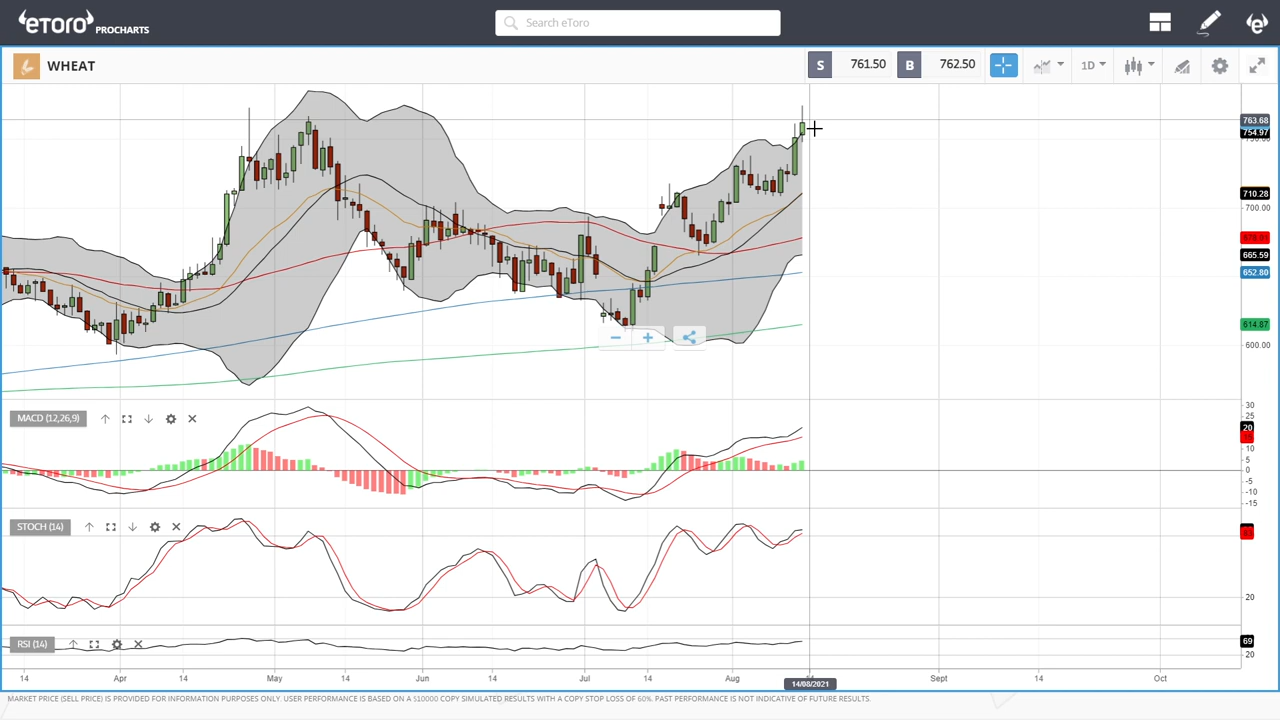 eTORO PROCHARTS
Search eToro
WHEAT
S 761.50 B 762.50 1D
763.68
754.97
710.28
700.00
665.59
652.80
614.87
600.00
MACD (12,26,9)
30
25
20
10
5
0
-5
-10
-15
STOCH (14)
20
RSI (14)
69
20
14 Apr 14 May 14 Jun 14 Jul 14 Aug Sept 14 Oct
14/08/2021
MARKET PRICE (SELL PRICE) IS PROVIDED FOR INFORMATION PURPOSES ONLY. USER PERFORMANCE IS BASED ON A $10000 COPY SIMULATED RESULTS WITH A COPY STOP LOSS OF 60%. PAST PERFORMANCE IS NOT INDICATIVE OF FUTURE RESULTS.